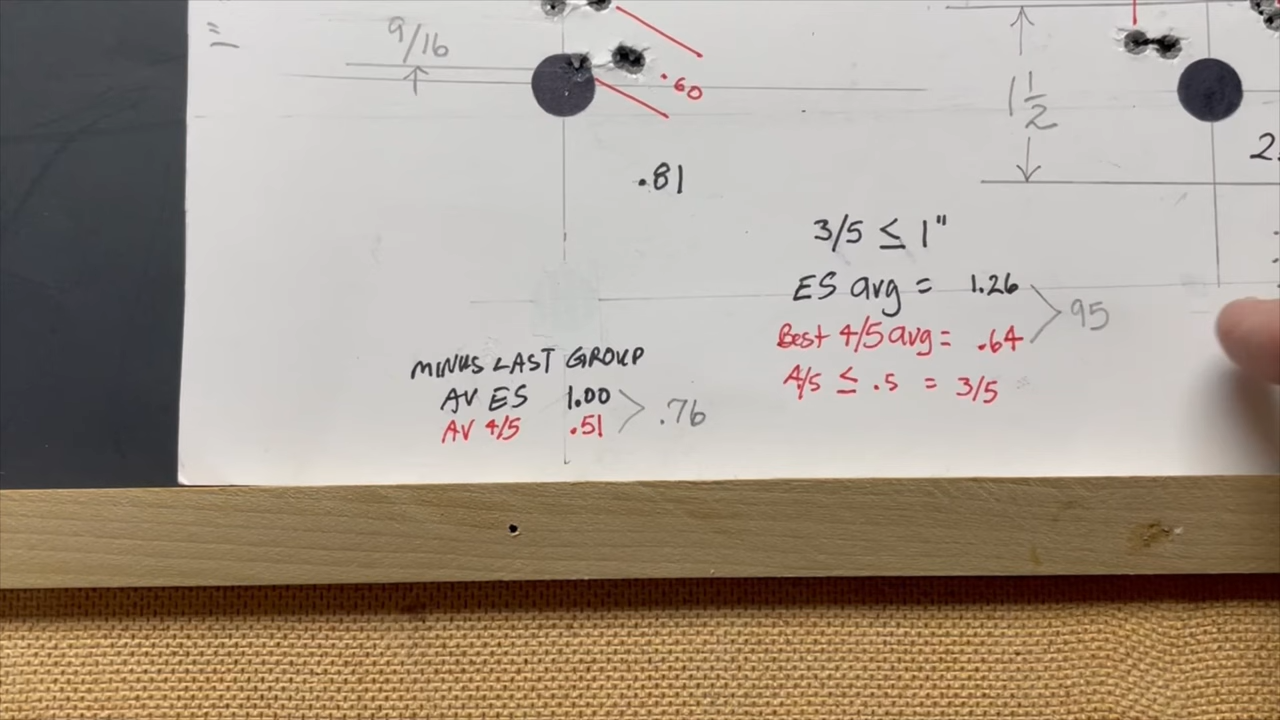 9/16
.60
1 1/2
.81
3/5 ≤ 1"
ES avg = 1.26
95
Best 4/5 avg = .64
4/5 ≤ .5 = 3/5
MINUS LAST GROUP
AV ES 1.00
.76
AV 4/5 .51